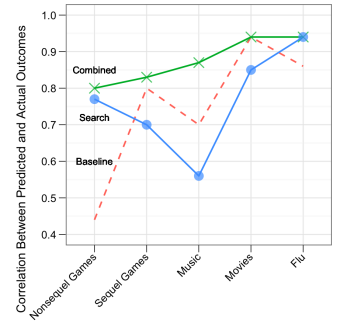 Correlation Between Predicted and Actual Outcomes
1.0
0.9
0.8
0.7
0.6
0.5
0.4
Combined
Search
Baseline
Nonsequel Games
Sequel Games
Music
Movies
Flu